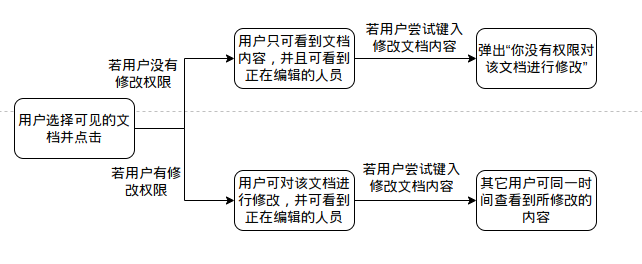 若用户没有
修改权限
用户只可看到文档
内容，并且可看到
正在编辑的人员
若用户尝试键入
修改文档内容
弹出“你没有权限对
该文档进行修改”
用户选择可见的文
档并点击
若用户有修
改权限
用户可对该文档进
行修改，并可看到
正在编辑的人员
若用户尝试键入
修改文档内容
其它用户可同一时
间查看到所修改的
内容